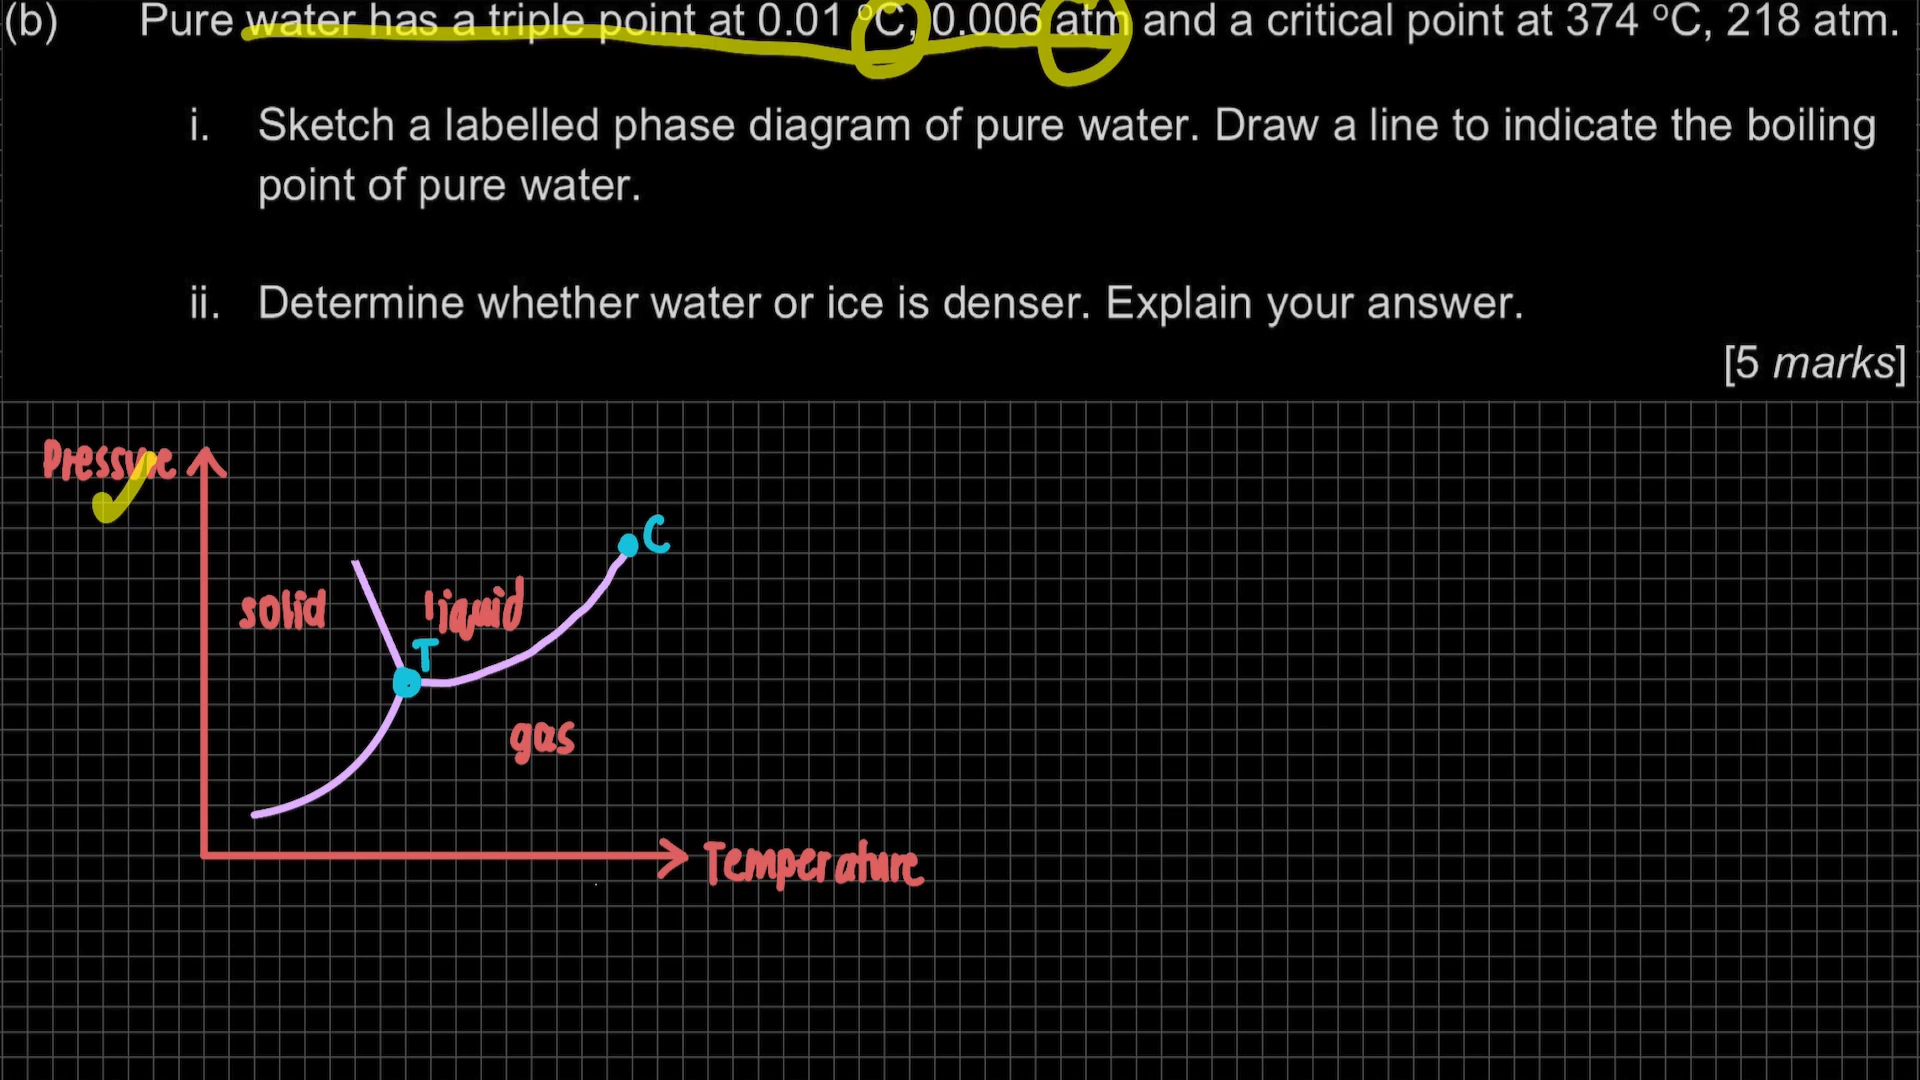 (b) Pure water has a triple point at 0.01 °C, 0.006 atm and a critical point at 374 °C, 218 atm.
i. Sketch a labelled phase diagram of pure water. Draw a line to indicate the boiling
point of pure water.
ii. Determine whether water or ice is denser. Explain your answer.
[5 marks]
Pressure
C
solid
liquid
T
gas
Temperature